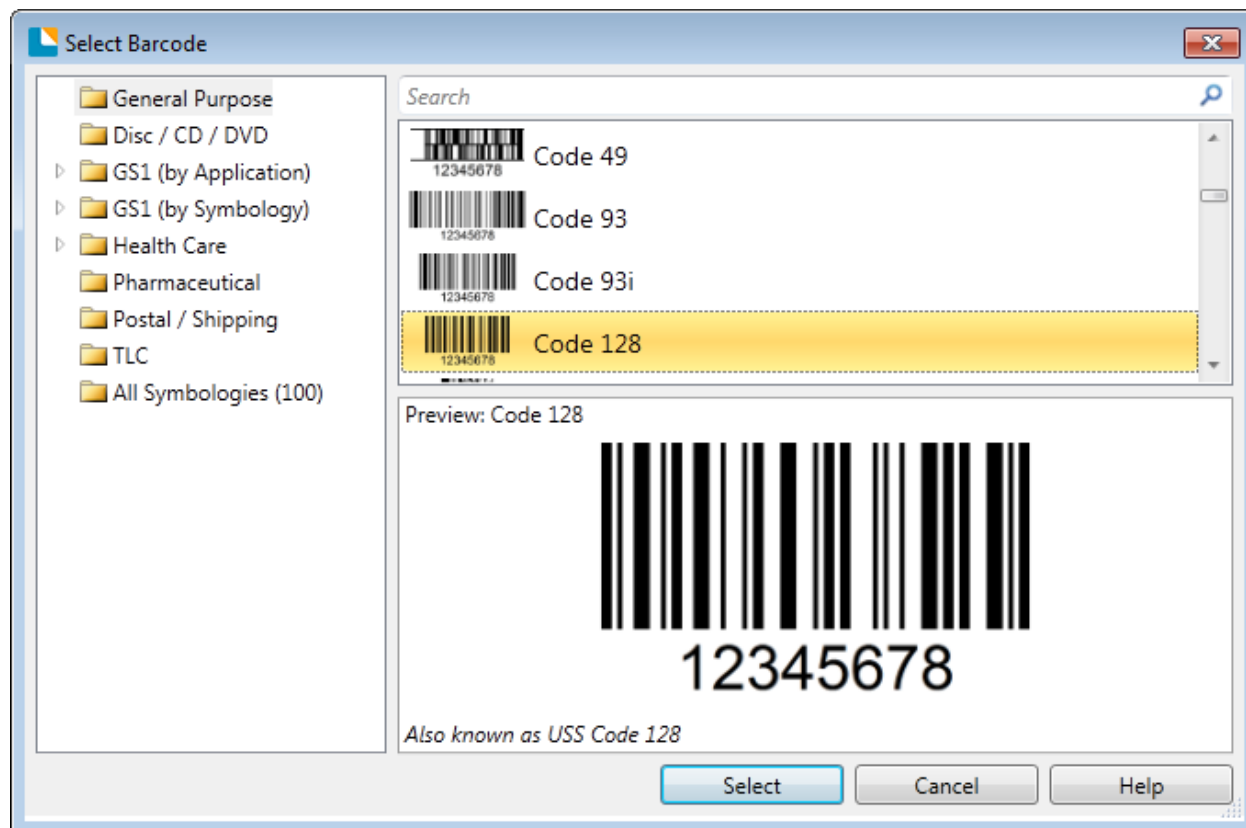 Select Barcode
General Purpose
Disc / CD / DVD
GS1 (by Application)
GS1 (by Symbology)
Health Care
Pharmaceutical
Postal / Shipping
TLC
All Symbologies (100)
Search
12345678
Code 49
12345678
Code 93
12345678
Code 93i
12345678
Code 128
Preview: Code 128
12345678
Also known as USS Code 128
Select
Cancel
Help